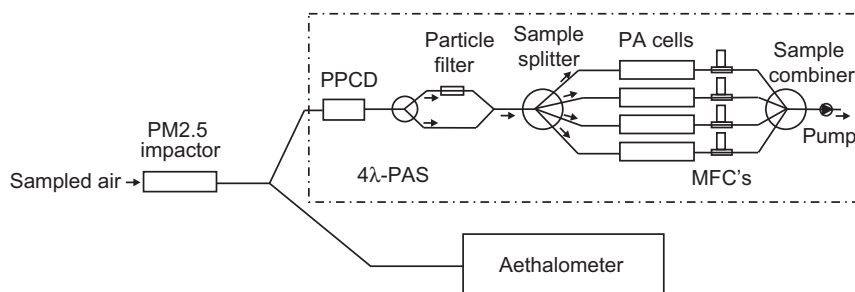 Sample
splitter
PA cells
Sample
combiner
Particle
filter
PPCD
PM2.5
impactor
Sampled air
4λ-PAS
MFC's
Pump
Aethalometer